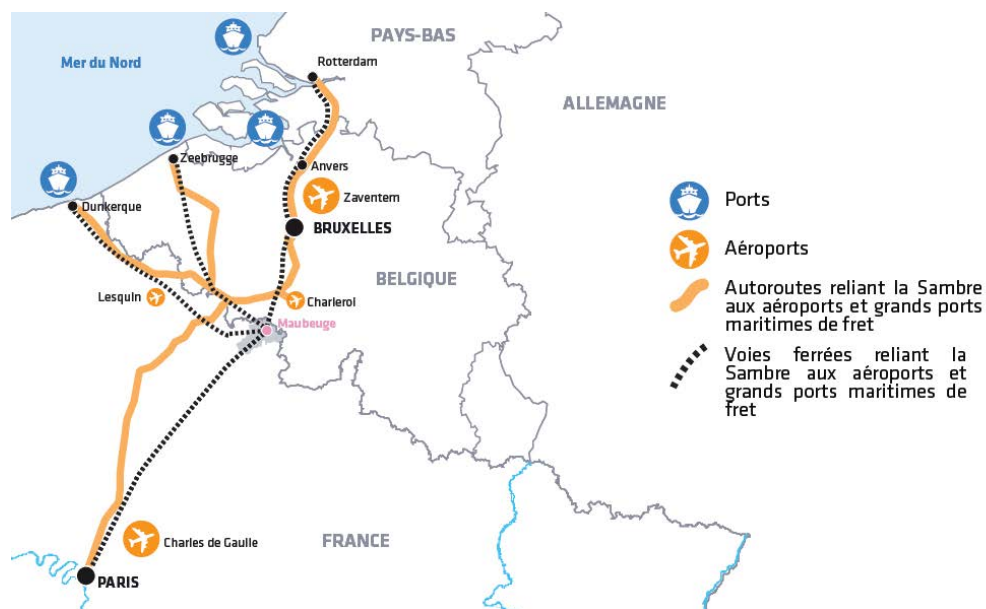 PAYS-BAS
Mer du Nord
Rotterdam
ALLEMAGNE
Zeebrugge
Anvers
Zaventem
Dunkerque
BRUXELLES
BELGIQUE
Lesquin
Charleroi
Maubeuge
Charles de Gaulle
FRANCE
PARIS
Ports
Aéroports
Autoroutes reliant la Sambre
aux aéroports et grands ports
maritimes de fret
Voies ferrées reliant la
Sambre aux aéroports et
grands ports maritimes de
fret